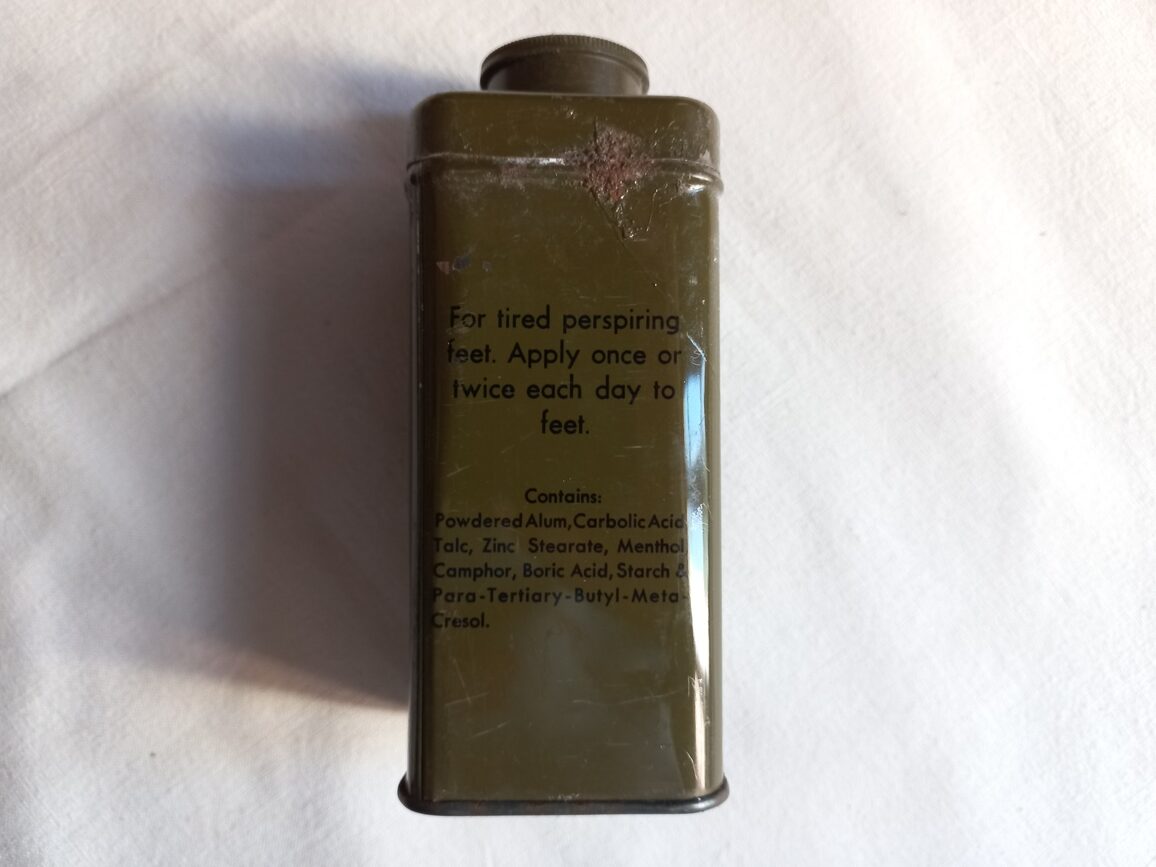 For tired perspiring
feet. Apply once or
twice each day to
feet.
Contains:
Powdered Alum, Carbolic Acid,
Talc, Zinc Stearate, Menthol,
Camphor, Boric Acid, Starch &
Para-Tertiary-Butyl-Meta-
Cresol.